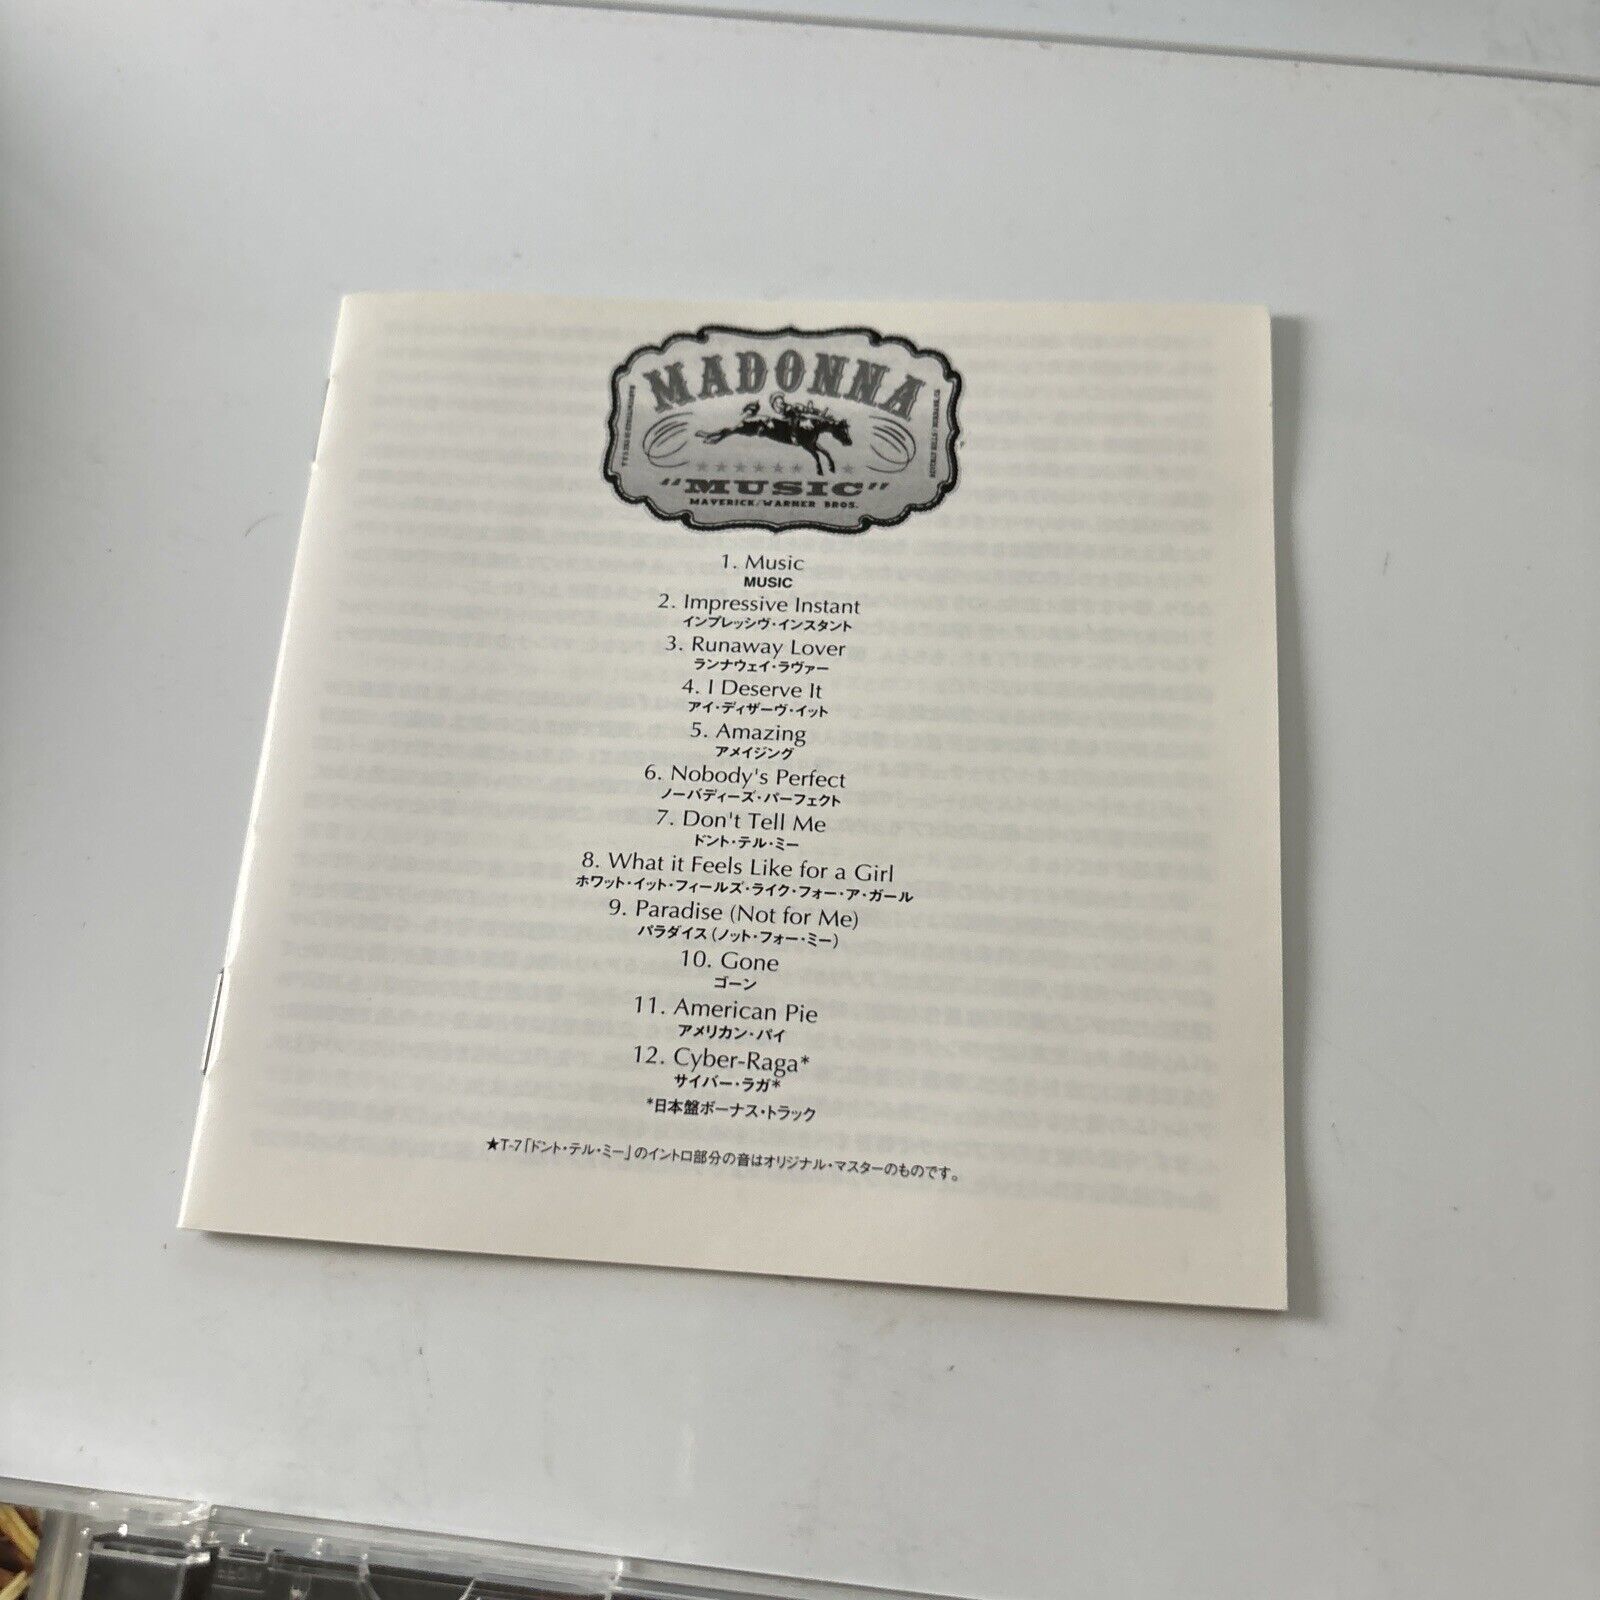 MADONNA
"MUSIC"
MAVERICK/WARNER BROS.
1. Music
MUSIC
2. Impressive Instant
インプレッシヴ・インスタント
3. Runaway Lover
ランナウェイ・ラヴァー
4. I Deserve It
アイ・ディザーヴ・イット
5. Amazing
アメイジング
6. Nobody's Perfect
ノーバディーズ・パーフェクト
7. Don't Tell Me
ドント・テル・ミー
8. What it Feels Like for a Girl
ホワット・イット・フィールズ・ライク・フォー・ア・ガール
9. Paradise (Not for Me)
パラダイス(ノット・フォー・ミー)
10. Gone
ゴーン
11. American Pie
アメリカン・パイ
12. Cyber-Raga*
サイバー・ラガ*
*日本盤ボーナス・トラック
★T-7「ドント・テル・ミー」のイントロ部分の音はオリジナル・マスターのものです。